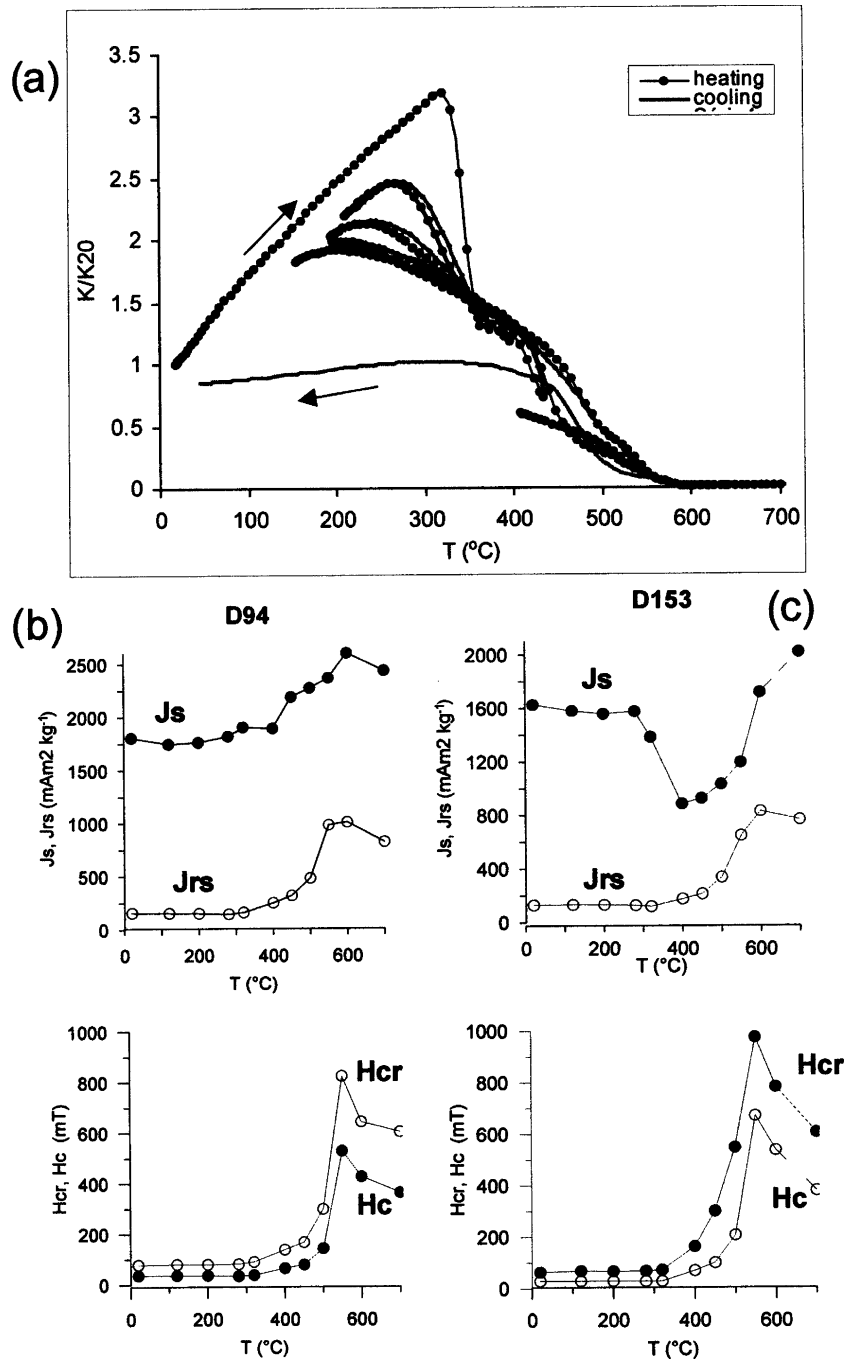 (a)
3.5
3
2.5
2
1.5
1
0.5
0
K/K20
heating
cooling
0 100 200 300 400 500 600 700
T (°C)
(b)
D94
2500
2000
1750
1500
1000
500
250
0
Js, Jrs (mAm2 kg-1)
Js
Jrs
0 200 400 600
T (°C)
D153
(c)
2000
1600
1200
800
400
0
Js, Jrs (mAm2 kg-1)
Js
Jrs
0 200 400 600
T (°C)
1000
800
600
400
200
0
Hcr, Hc (mT)
Hcr
Hc
0 200 400 600
T (°C)
1000
800
600
400
200
0
Hcr, Hc (mT)
Hcr
Hc
0 200 400 600
T (°C)